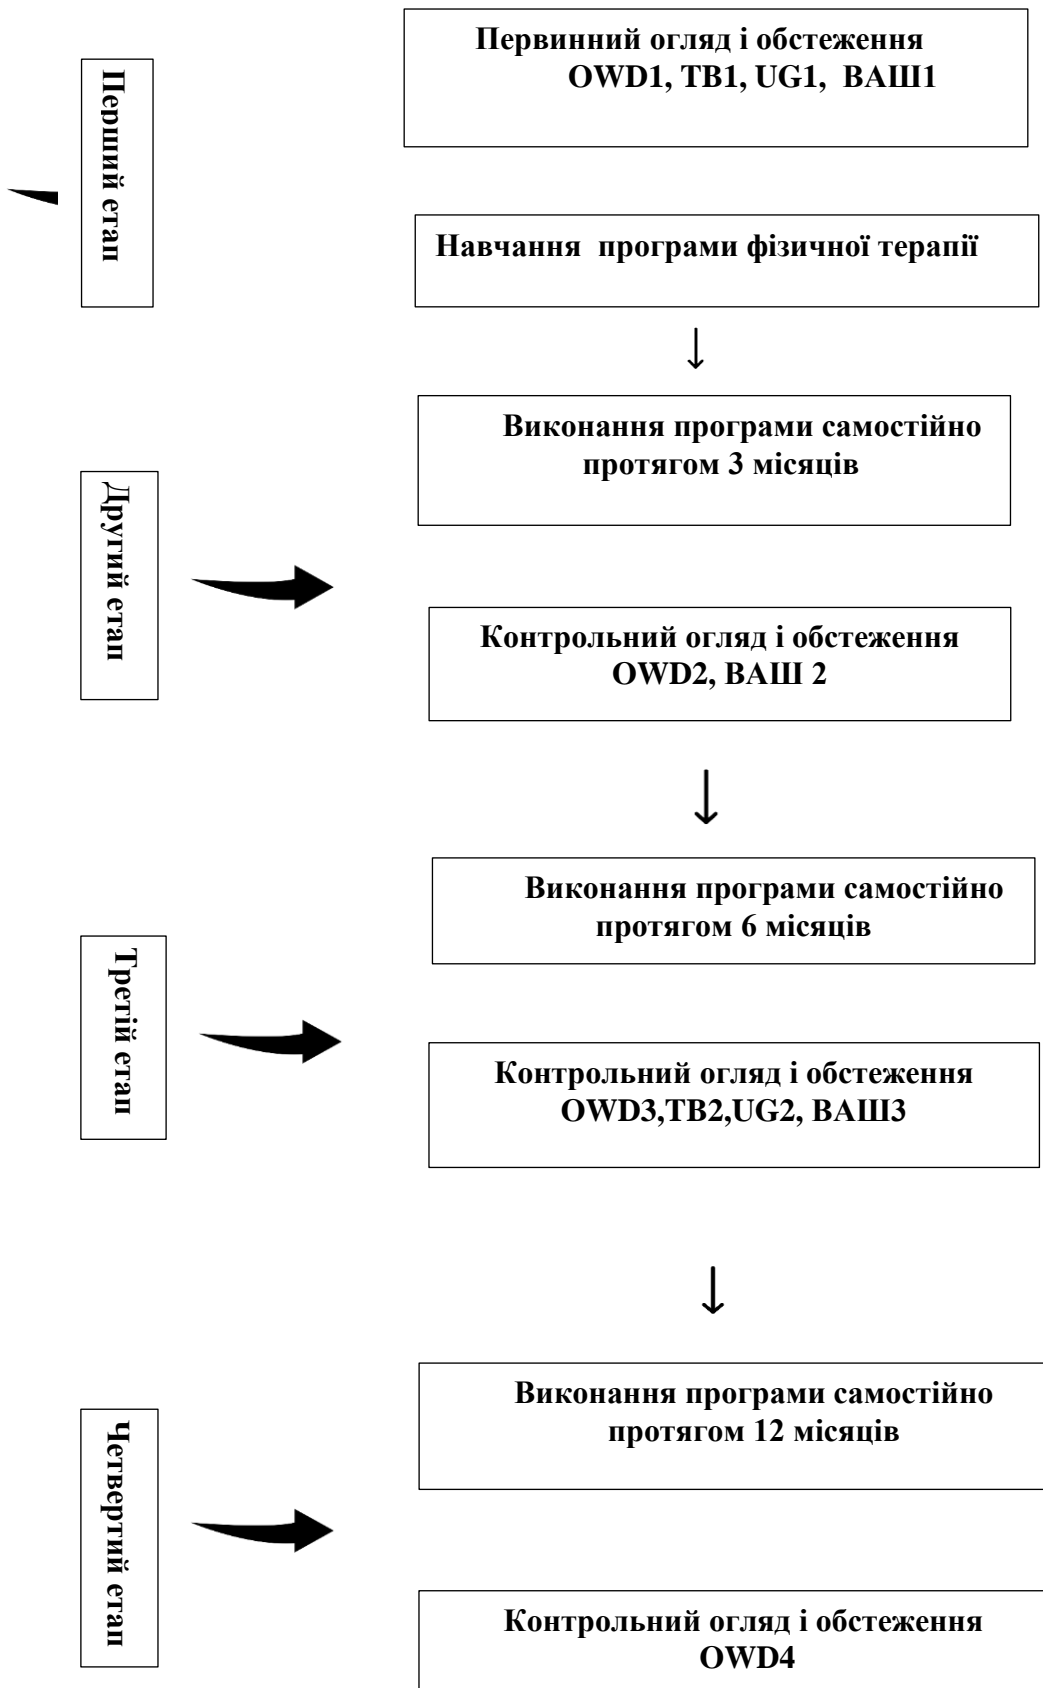 Первинний огляд і обстеження
OWD1, TB1, UG1, ВАШ1
Перший етап
Навчання програми фізичної терапії
Виконання програми самостійно
протягом 3 місяців
Другий етап
Контрольний огляд і обстеження
OWD2, ВАШ 2
Виконання програми самостійно
протягом 6 місяців
Третій етап
Контрольний огляд і обстеження
OWD3,TB2,UG2, ВАШ3
Виконання програми самостійно
протягом 12 місяців
Четвертий етап
Контрольний огляд і обстеження
OWD4